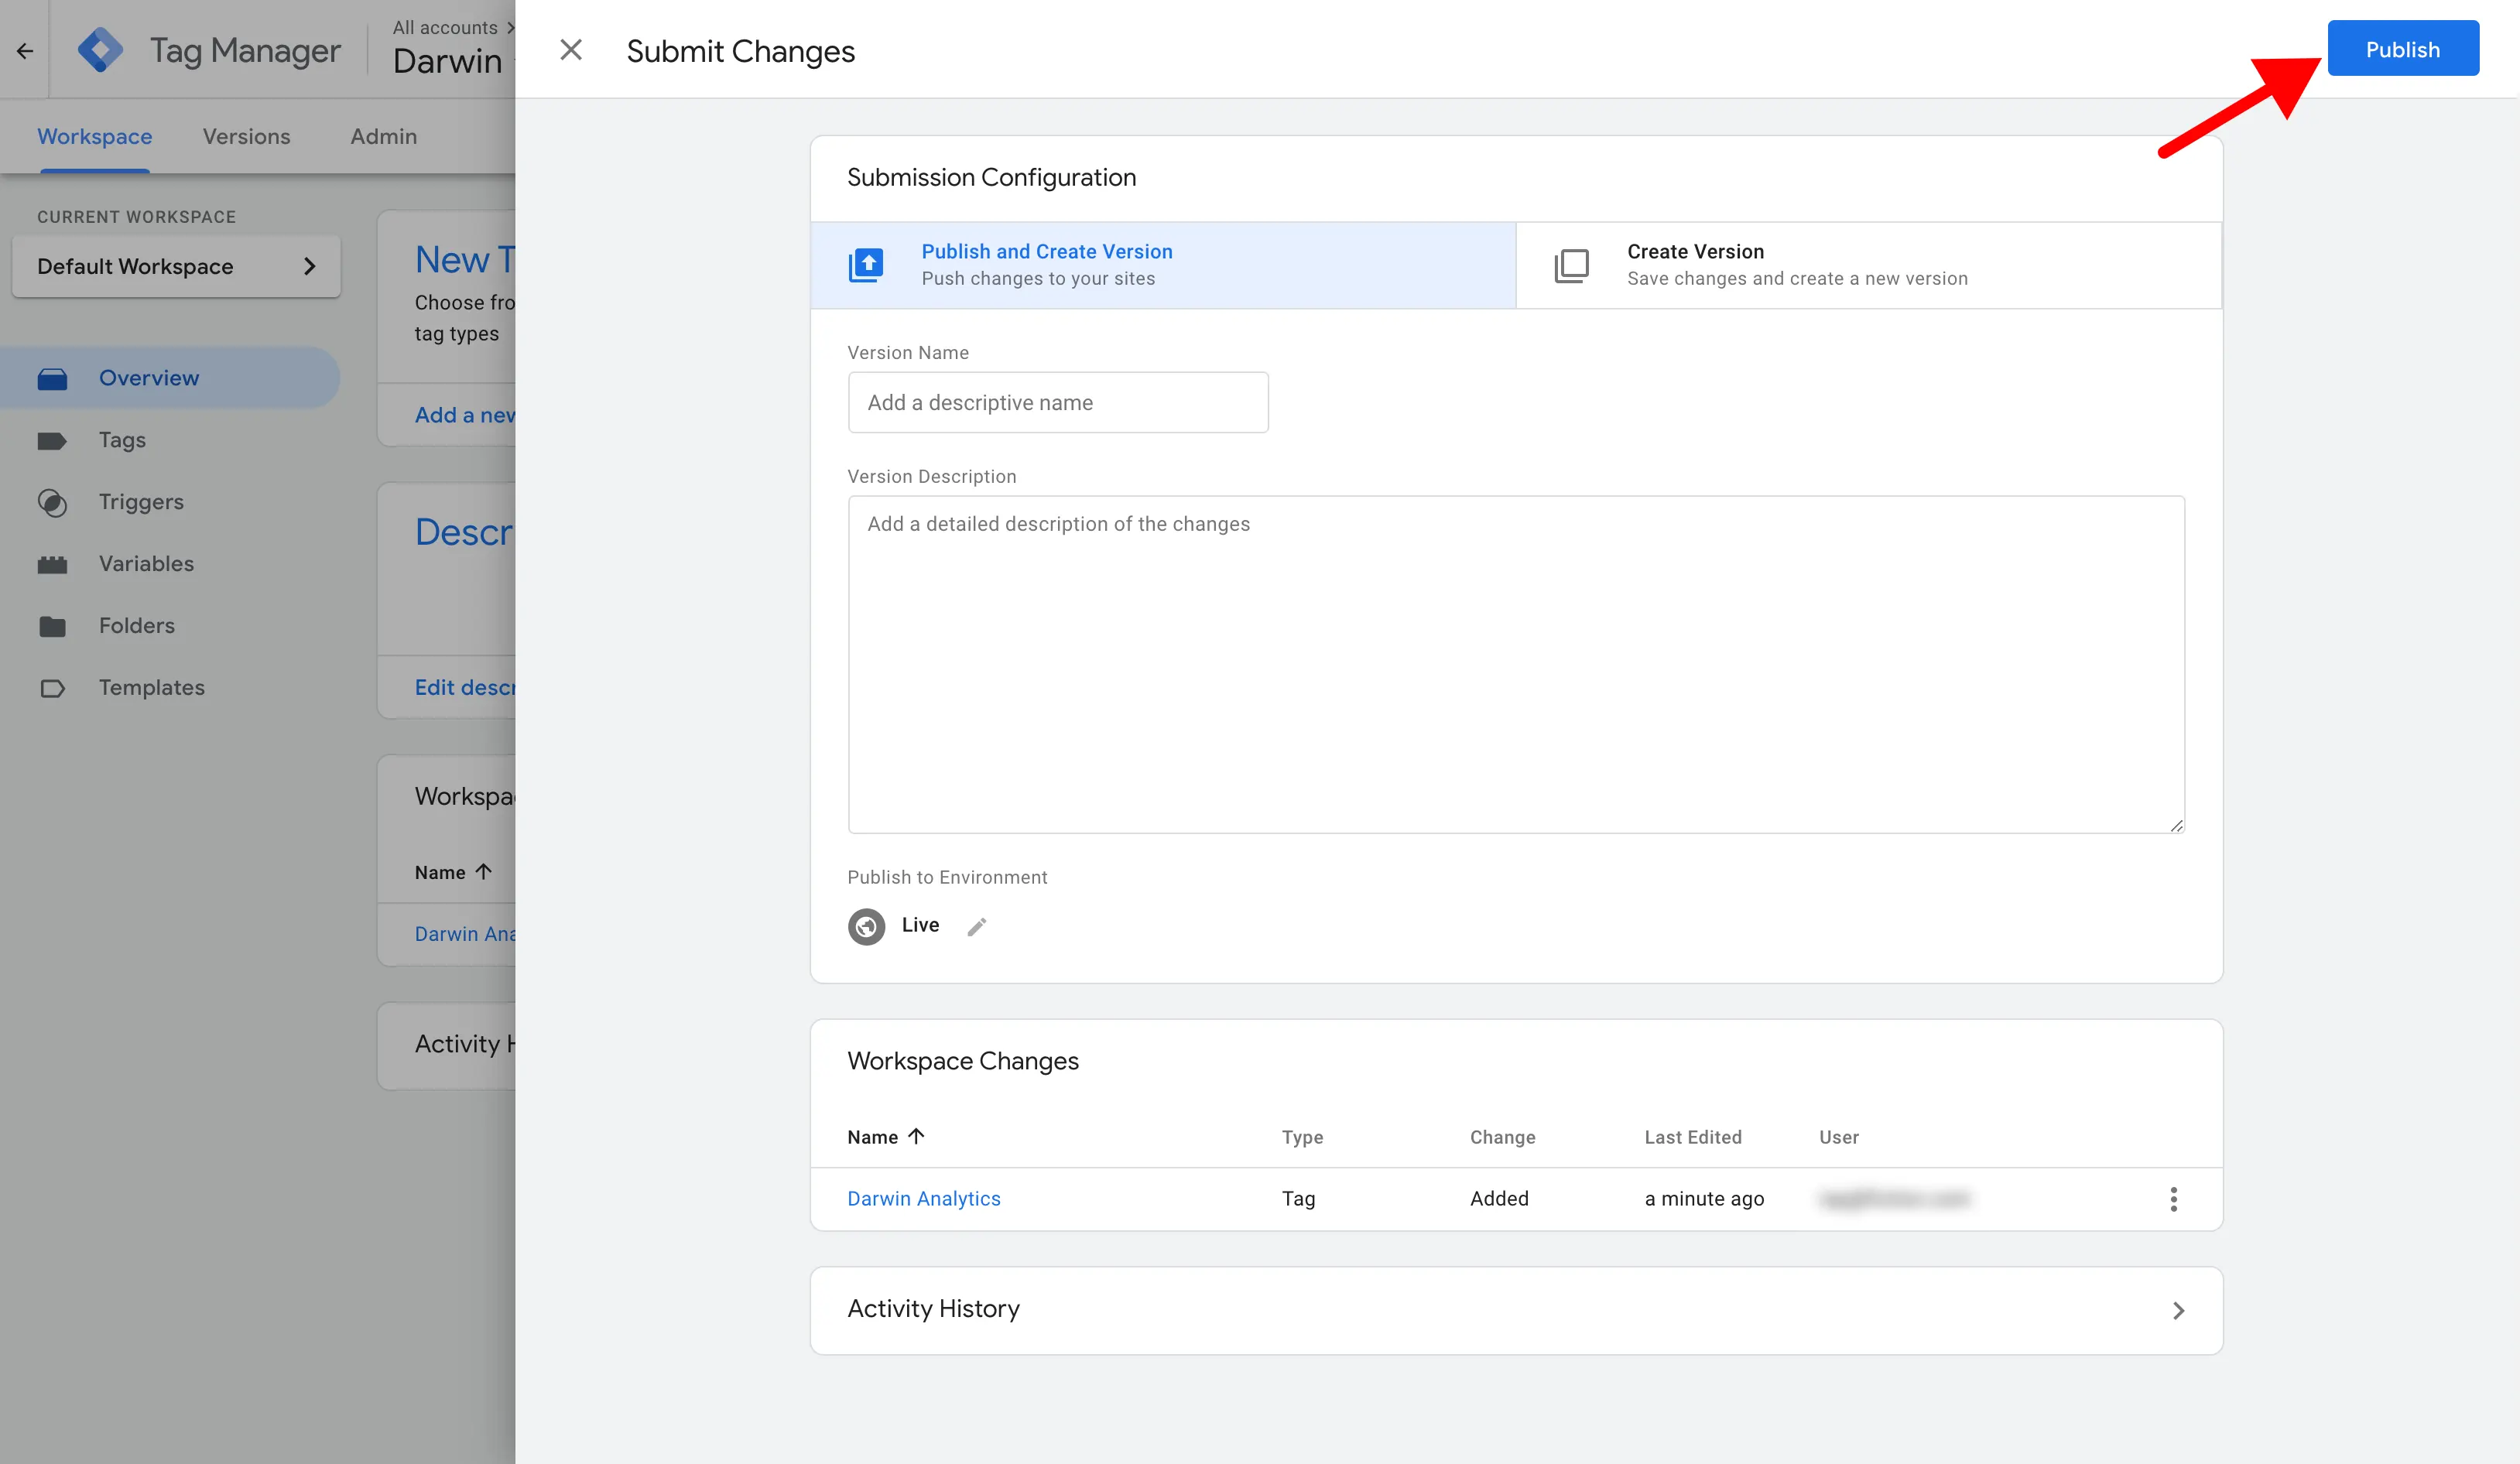 Tag Manager
All accounts
Darwin
Submit Changes
Publish
Workspace
Versions
Admin
CURRENT WORKSPACE
Default Workspace
Overview
Tags
Triggers
Variables
Folders
Templates
New T
Choose fro
tag types
Add a new
Descr
Edit descr
Workspa
Name
Darwin Ana
Activity H
Submission Configuration
Publish and Create Version
Push changes to your sites
Create Version
Save changes and create a new version
Version Name
Add a descriptive name
Version Description
Add a detailed description of the changes
Publish to Environment
Live
Workspace Changes
Name
Type
Change
Last Edited
User
Darwin Analytics
Tag
Added
a minute ago
Activity History